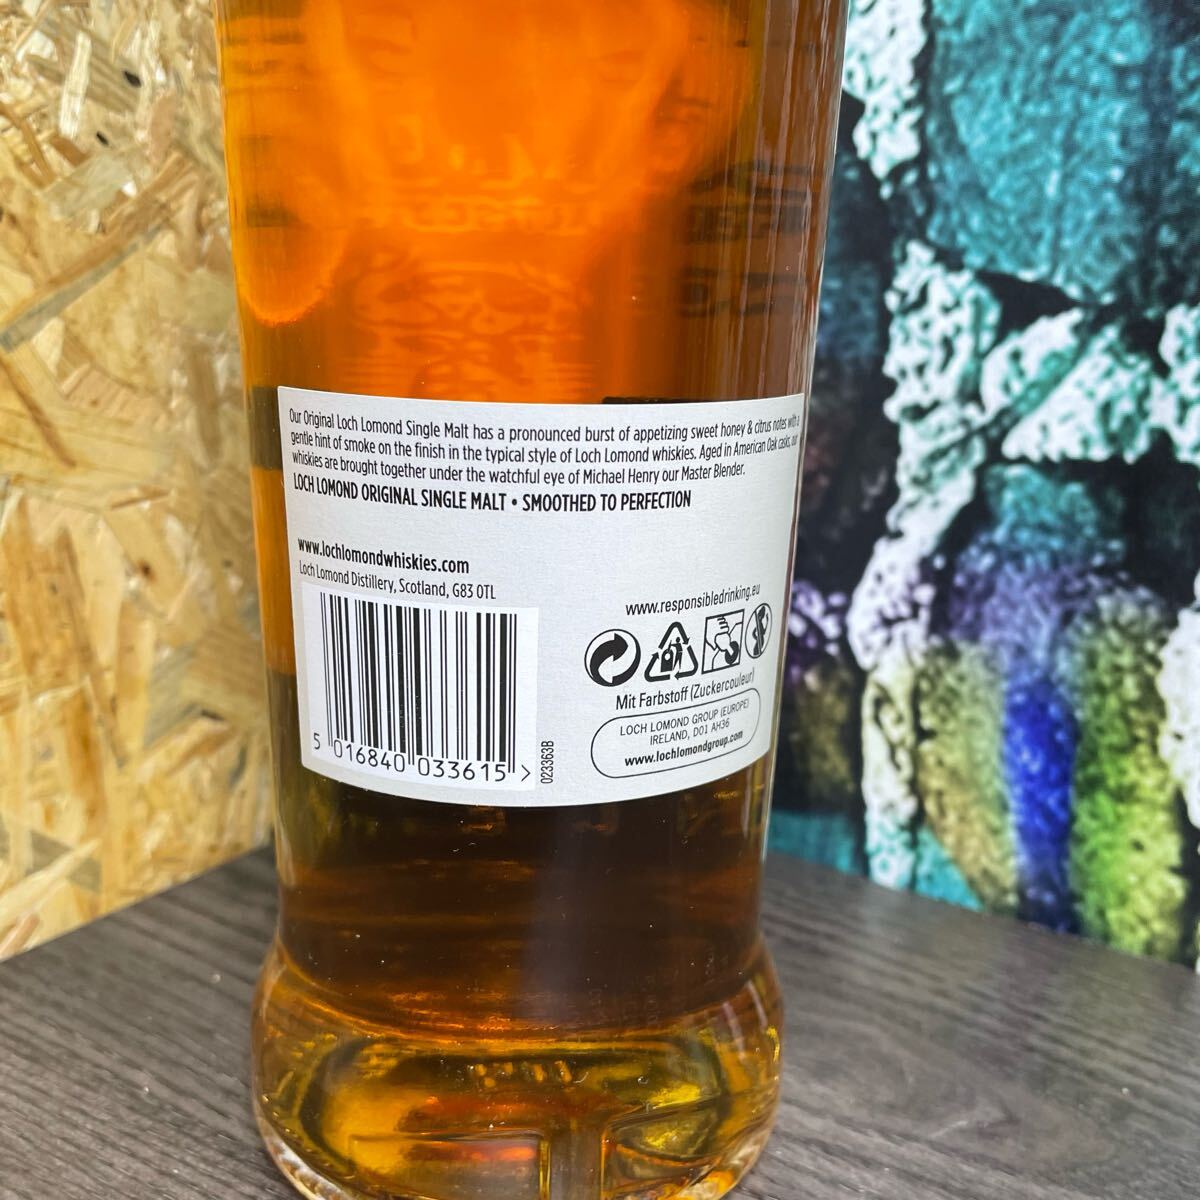 Our Original Loch Lomond Single Malt has a pronounced burst of appetizing sweet honey & citrus notes with a
gentle hint of smoke on the finish in the typical style of Loch Lomond whiskies. Aged in American Oak casks, our
whiskies are brought together under the watchful eye of Michael Henry our Master Blender.
LOCH LOMOND ORIGINAL SINGLE MALT • SMOOTHED TO PERFECTION
www.lochlomondwhiskies.com
Loch Lomond Distillery, Scotland, G83 0TL
www.responsibledrinking.eu
Mit Farbstoff (Zuckercouleur)
LOCH LOMOND GROUP (EUROPE)
IRELAND, D01 AH36
www.lochlomondgroup.com
5 016840 033615 >
023363B